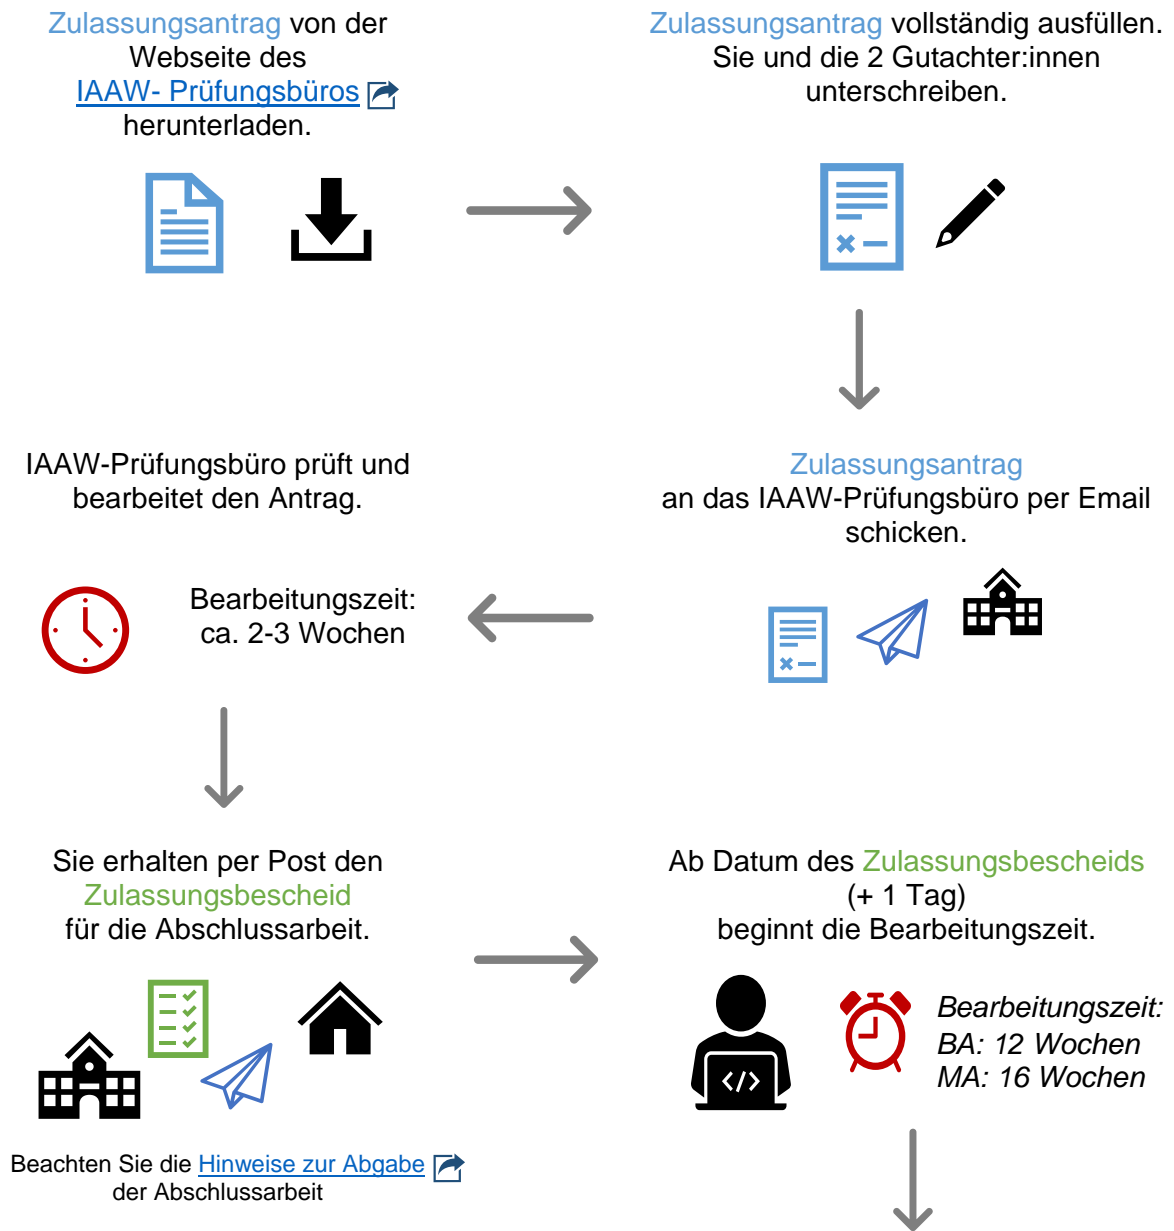 Zulassungsantrag von der
Webseite des
IAAW- Prüfungsbüros
herunterladen.
Zulassungsantrag vollständig ausfüllen.
Sie und die 2 Gutachter:innen
unterschreiben.
Zulassungsantrag
an das IAAW-Prüfungsbüro per Email
schicken.
IAAW-Prüfungsbüro prüft und
bearbeitet den Antrag.
Bearbeitungszeit:
ca. 2-3 Wochen
Sie erhalten per Post den
Zulassungsbescheid
für die Abschlussarbeit.
Beachten Sie die Hinweise zur Abgabe
der Abschlussarbeit
Ab Datum des Zulassungsbescheids
(+ 1 Tag)
beginnt die Bearbeitungszeit.
</>
Bearbeitungszeit:
BA: 12 Wochen
MA: 16 Wochen